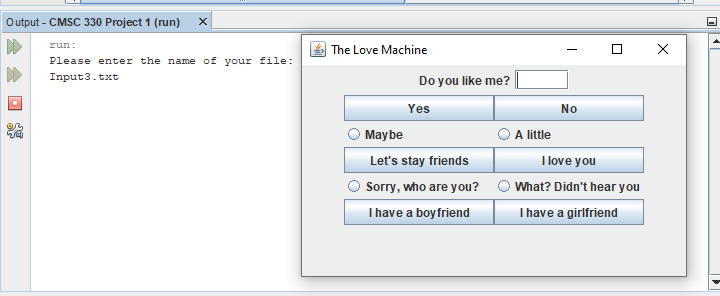 Output - CMSC 330 Project 1 (run)
run:
Please enter the name of your file:
Input3.txt
The Love Machine
Do you like me?
Yes No
Maybe A little
Let's stay friends I love you
Sorry, who are you? What? Didn't hear you
I have a boyfriend I have a girlfriend